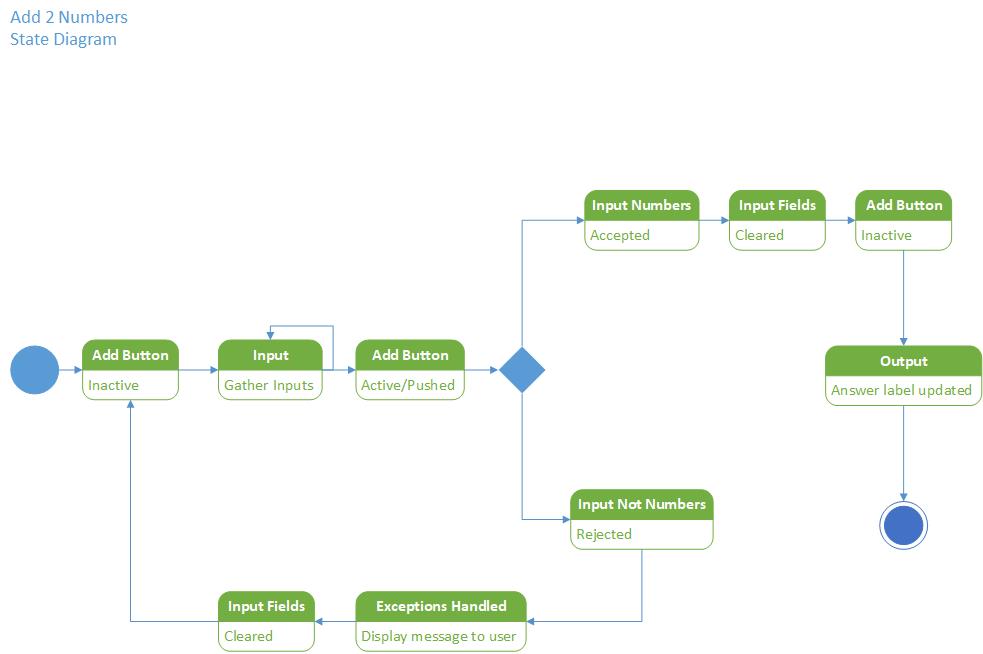 Add 2 Numbers
State Diagram
Input Numbers
Accepted
Input Fields
Cleared
Add Button
Inactive
Add Button
Inactive
Input
Gather Inputs
Add Button
Active/Pushed
Output
Answer label updated
Input Not Numbers
Rejected
Input Fields
Cleared
Exceptions Handled
Display message to user